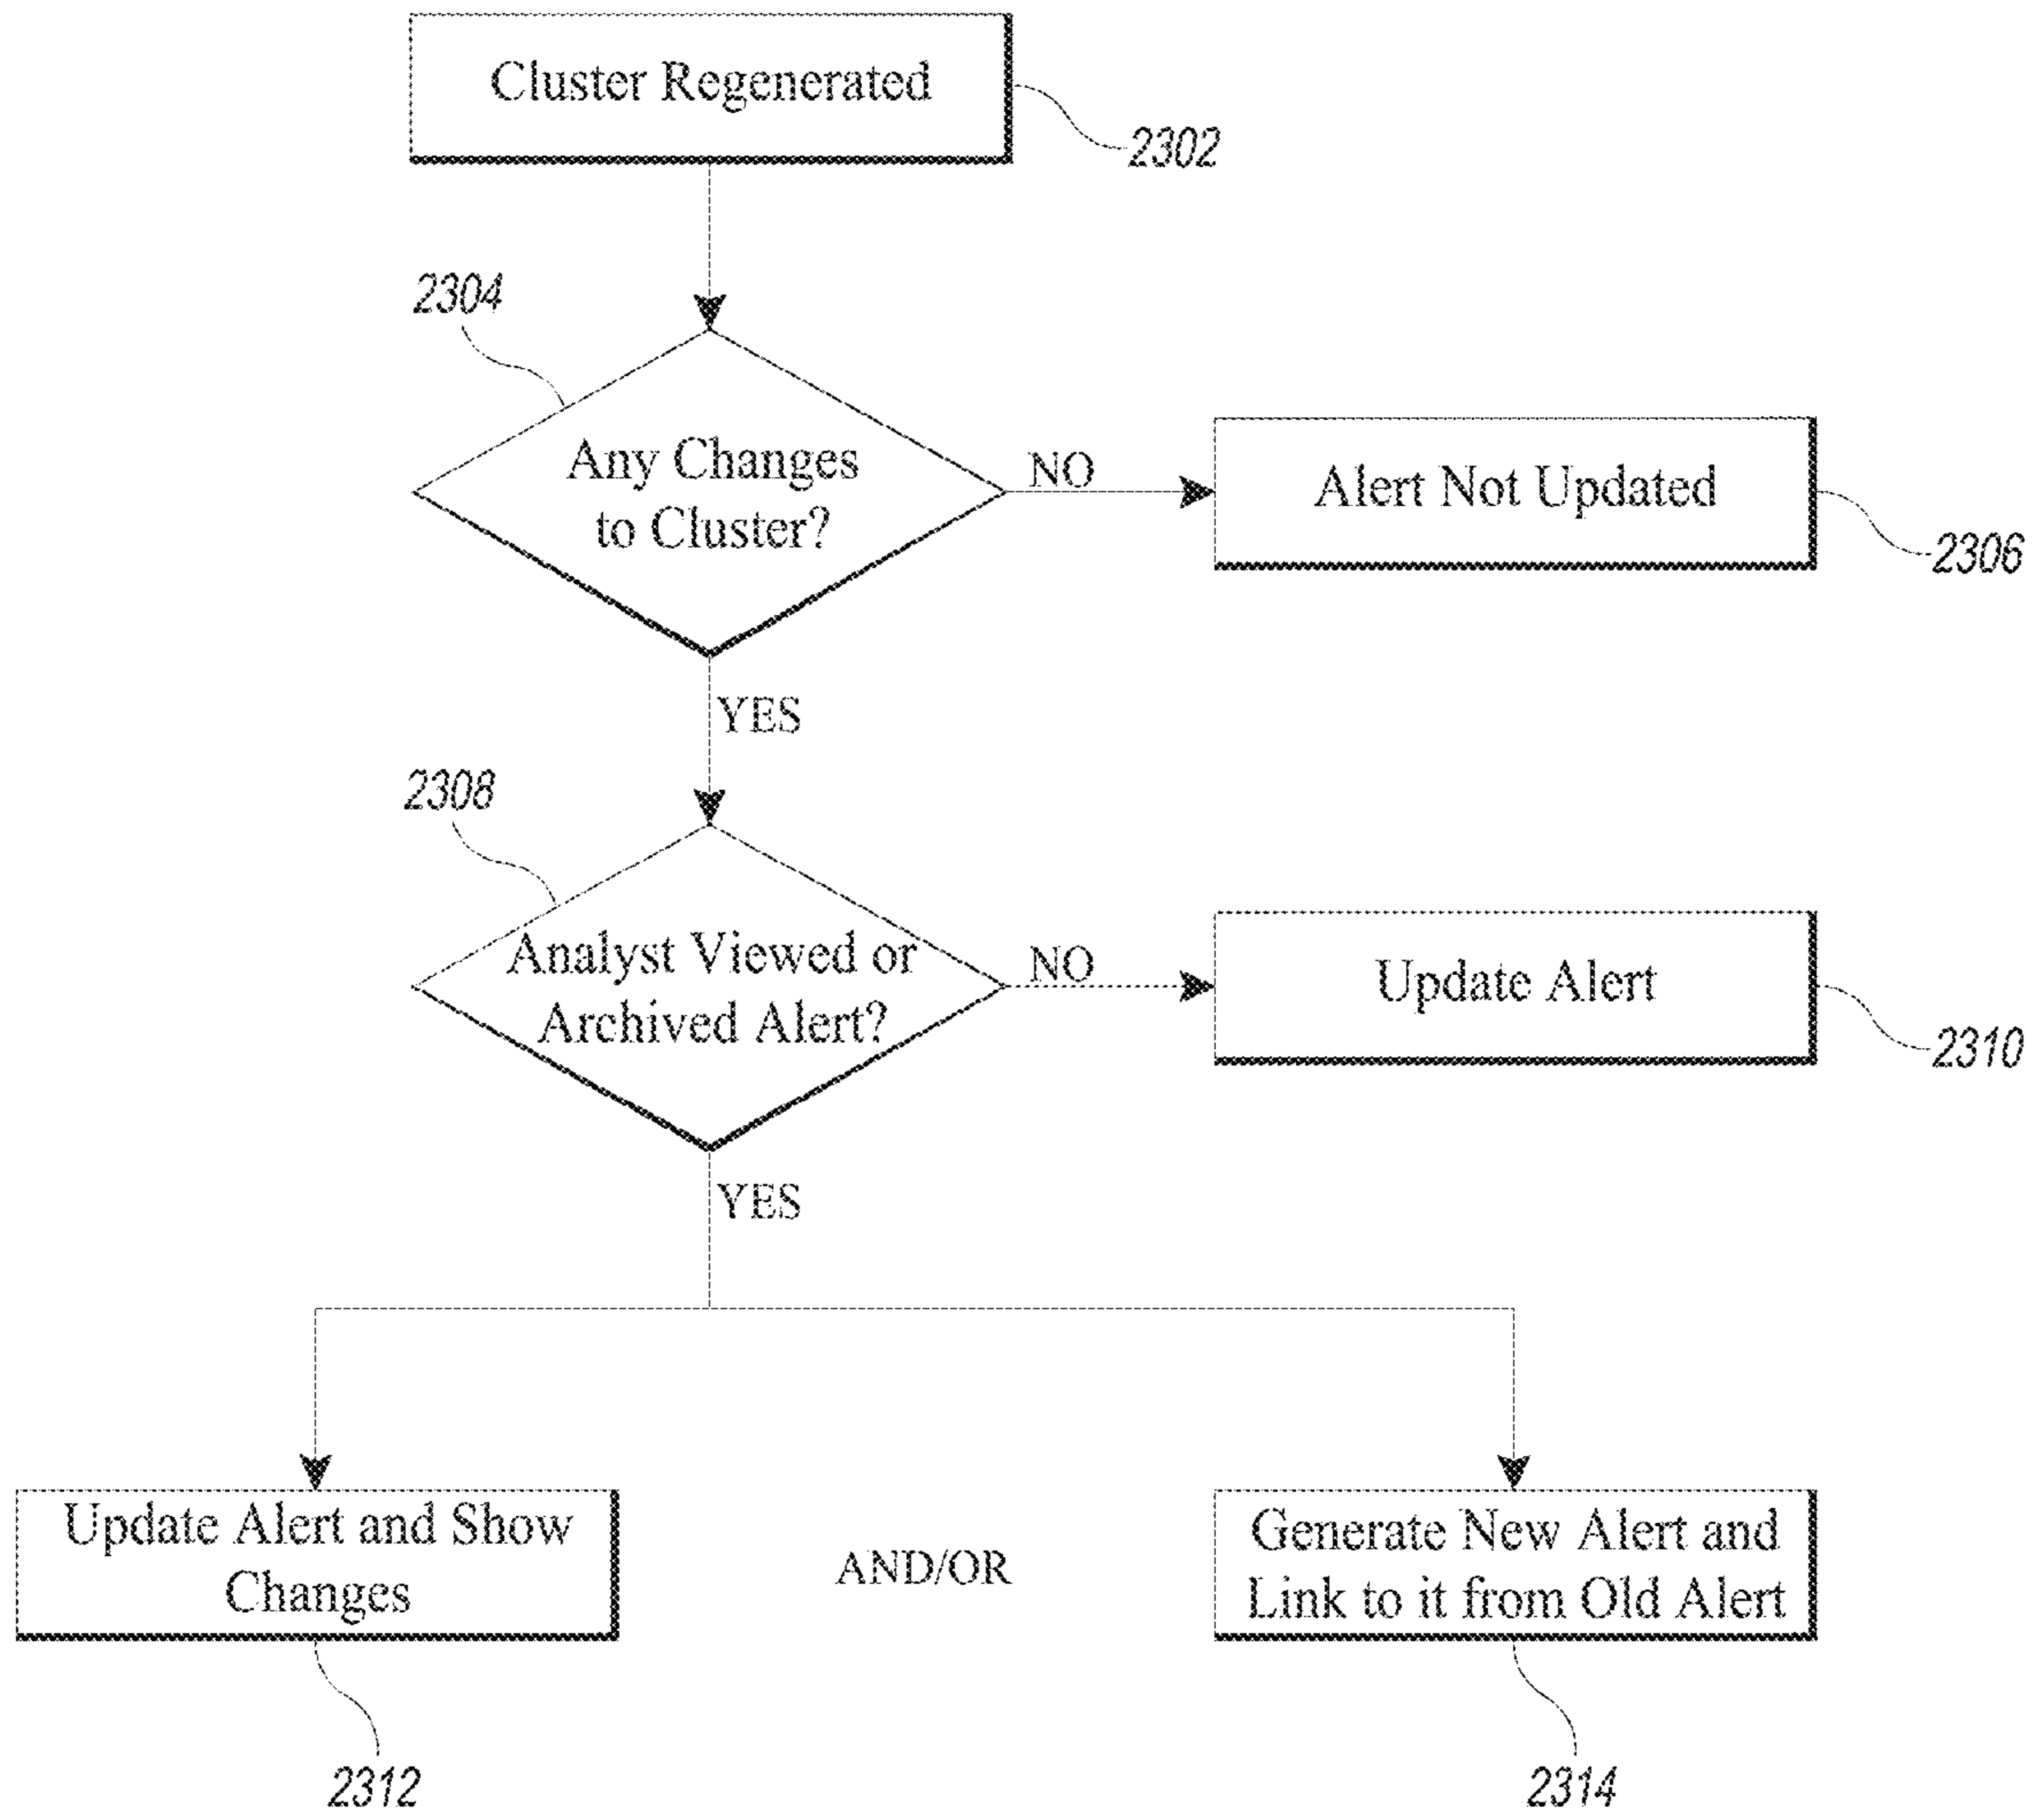 Cluster Regenerated
2302
2304
Any Changes
to Cluster?
NO
Alert Not Updated
2306
YES
2308
Analyst Viewed or
Archived Alert?
NO
Update Alert
2310
YES
Update Alert and Show
Changes
AND/OR
Generate New Alert and
Link to it from Old Alert
2312
2314